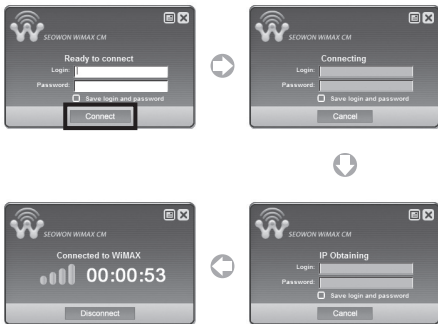 SEOWON WiMAX CM
Ready to connect
Login:
Password:
Save login and password
Connect
SEOWON WiMAX CM
Connecting
Login:
Password:
Save login and password
Cancel
SEOWON WiMAX CM
Connected to WiMAX
00:00:53
Disconnect
SEOWON WiMAX CM
IP Obtaining
Login:
Password:
Save login and password
Cancel